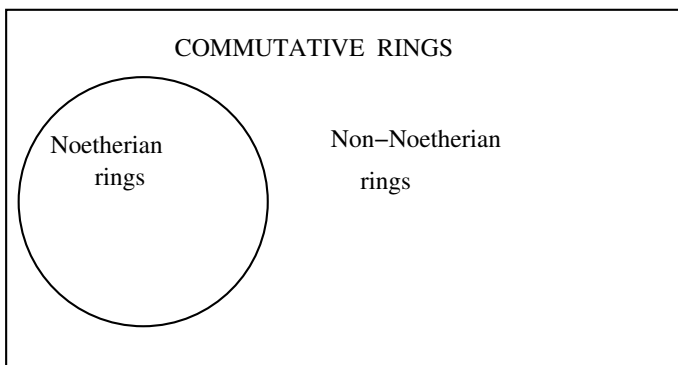 COMMUTATIVE RINGS
Noetherian
rings
Non−Noetherian
rings